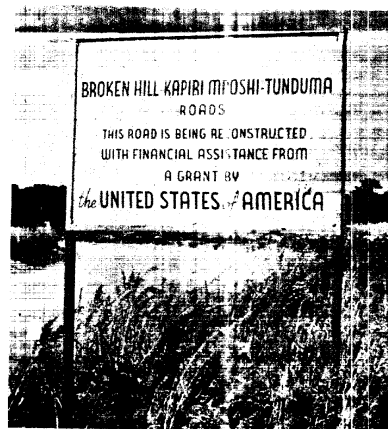 BROKEN HILL-KAPIRI MPOSHI-TUNDUMA
ROADS
THIS ROAD IS BEING RECONSTRUCTED
WITH FINANCIAL ASSISTANCE FROM
A GRANT BY
the UNITED STATES of AMERICA